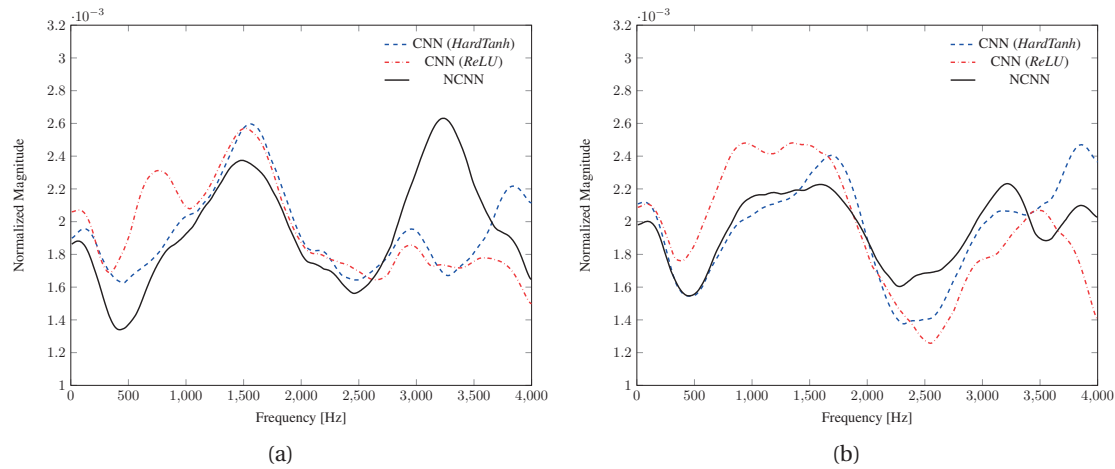 ·10⁻³
3.2
3
2.8
2.6
2.4
2.2
2
1.8
1.6
1.4
1.2
1
Normalized Magnitude
CNN (HardTanh)
CNN (ReLU)
NCNN
0 500 1,000 1,500 2,000 2,500 3,000 3,500 4,000
Frequency [Hz]
(a)
·10⁻³
3.2
3
2.8
2.6
2.4
2.2
2
1.8
1.6
1.4
1.2
1
Normalized Magnitude
CNN (HardTanh)
CNN (ReLU)
NCNN
0 500 1,000 1,500 2,000 2,500 3,000 3,500 4,000
Frequency [Hz]
(b)